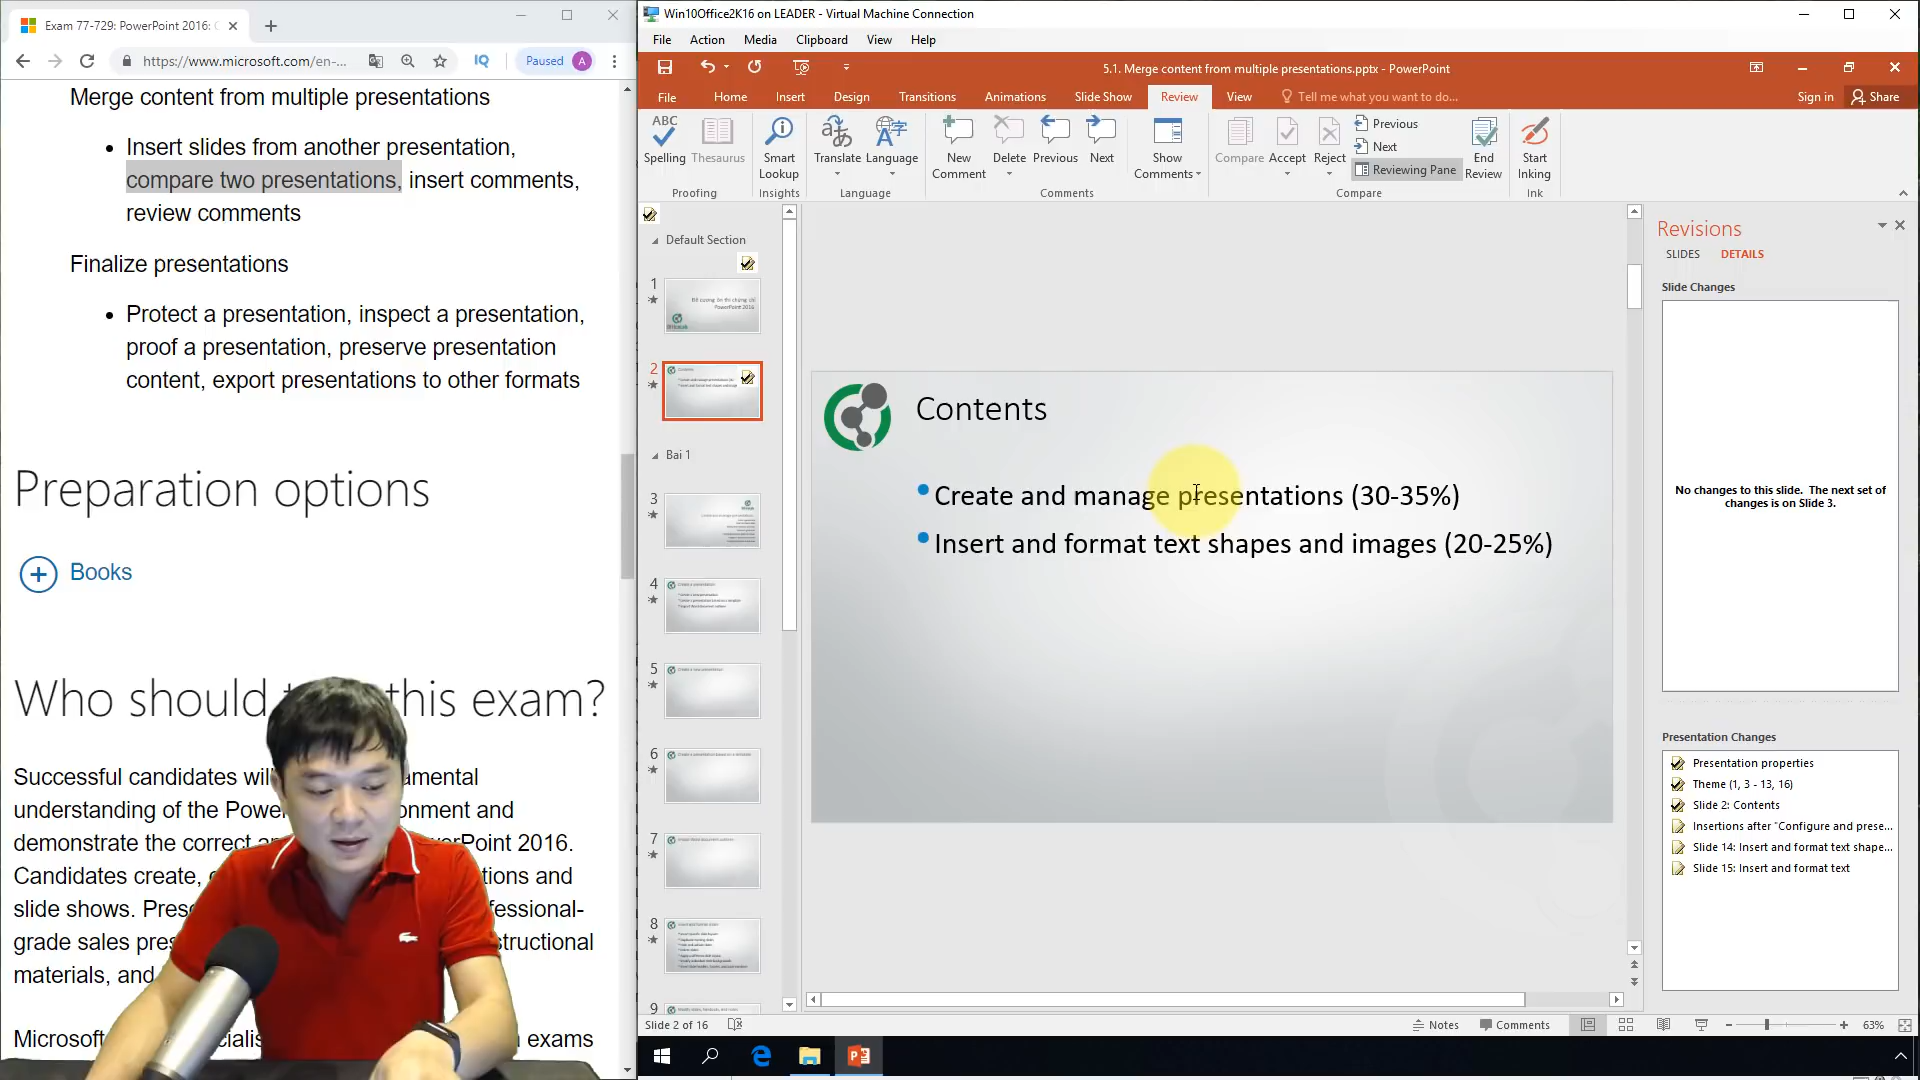 Exam 77-729: PowerPoint 2016:
https://www.microsoft.com/en-...
Paused
A
Merge content from multiple presentations
Insert slides from another presentation,
compare two presentations, insert comments,
review comments
Finalize presentations
Protect a presentation, inspect a presentation,
proof a presentation, preserve presentation
content, export presentations to other formats
Preparation options
Books
Who should this exam?
Successful candidates
understanding of the
demonstrate the correct PowerPoint 2016.
Candidates create, and
slide shows.
grade sales
materials, and
Microsoft exams
Win10Office2K16 on LEADER - Virtual Machine Connection
File Action Media Clipboard View Help
5.1. Merge content from multiple presentations.pptx - PowerPoint
File Home Insert Design Transitions Animations Slide Show Review View Tell me what you want to do... Sign in Share
ABC
Spelling Thesaurus Smart Lookup Translate Language New Comment Delete Previous Next Show Comments Compare Accept Reject
Previous
Next
Reviewing Pane
End Review
Start Inking
Proofing Insights Language Comments Compare Ink
Default Section
1
2
Bai 1
3
4
5
6
7
8
9
Contents
Create and manage presentations (30-35%)
Insert and format text shapes and images (20-25%)
Revisions
SLIDES DETAILS
Slide Changes
No changes to this slide. The next set of
changes is on Slide 3.
Presentation Changes
Presentation properties
Theme (1, 3 - 13, 16)
Slide 2: Contents
Insertions after "Configure and prese...
Slide 14: Insert and format text shape...
Slide 15: Insert and format text
Slide 2 of 16
Notes Comments 63%